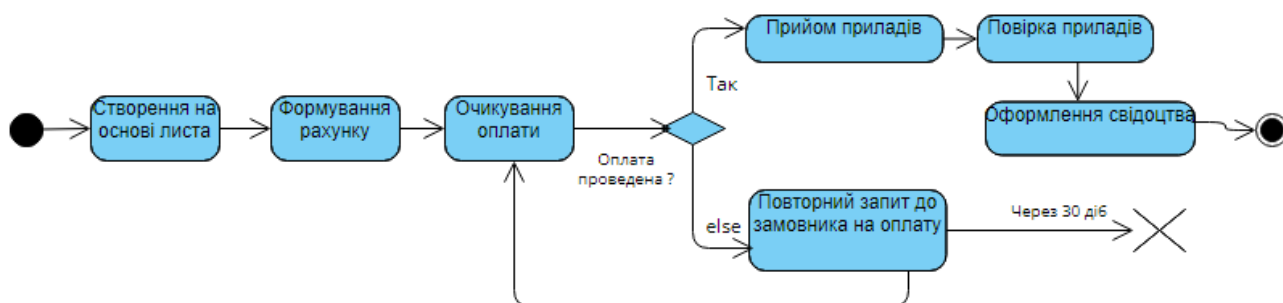 Створення на
основі листа
Формування
рахунку
Очикування
оплати
Оплата
проведена ?
Так
Прийом приладів
Повірка приладів
Оформлення свідоцтва
else
Повторний запит до
замовника на оплату
Через 30 діб